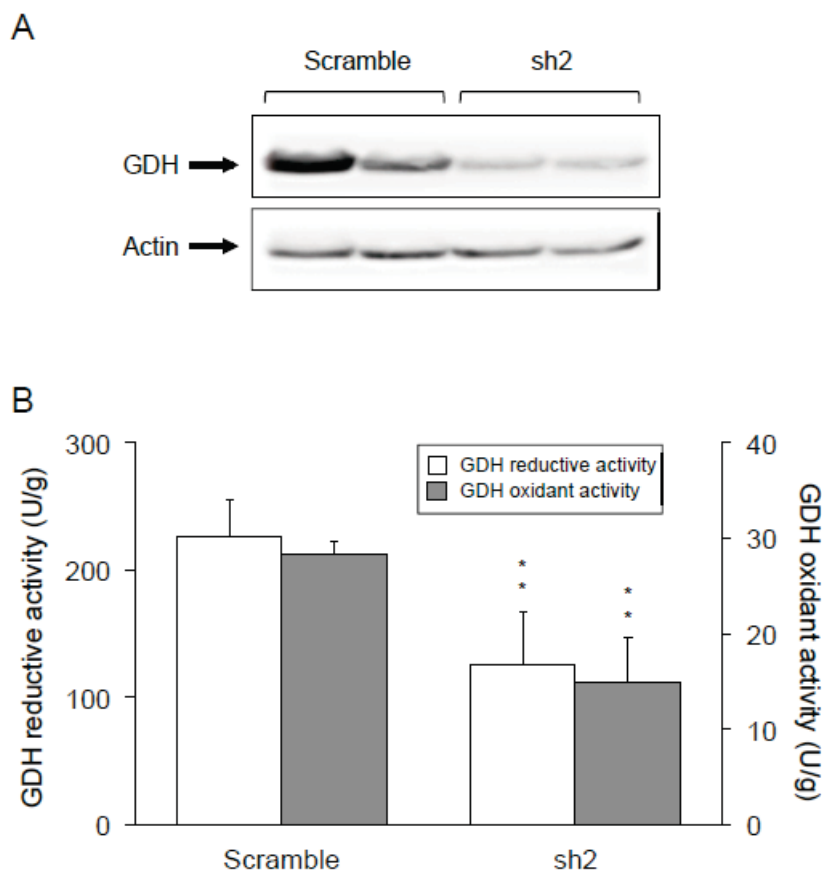 A
Scramble sh2
GDH
Actin
B
GDH reductive activity (U/g)
300
200
100
0
GDH reductive activity
GDH oxidant activity
* *
* *
40
30
20
10
0
GDH oxidant activity (U/g)
Scramble sh2